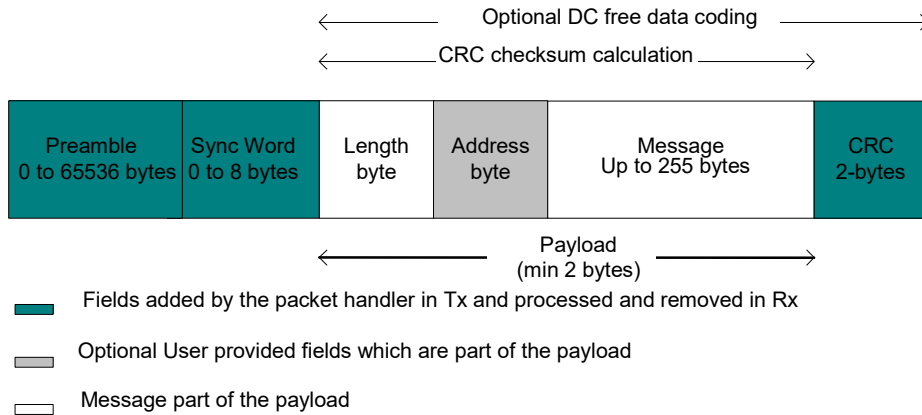 Optional DC free data coding
CRC checksum calculation
Preamble
0 to 65536 bytes
Sync Word
0 to 8 bytes
Length
byte
Address
byte
Message
Up to 255 bytes
CRC
2-bytes
Payload
(min 2 bytes)
Fields added by the packet handler in Tx and processed and removed in Rx
Optional User provided fields which are part of the payload
Message part of the payload